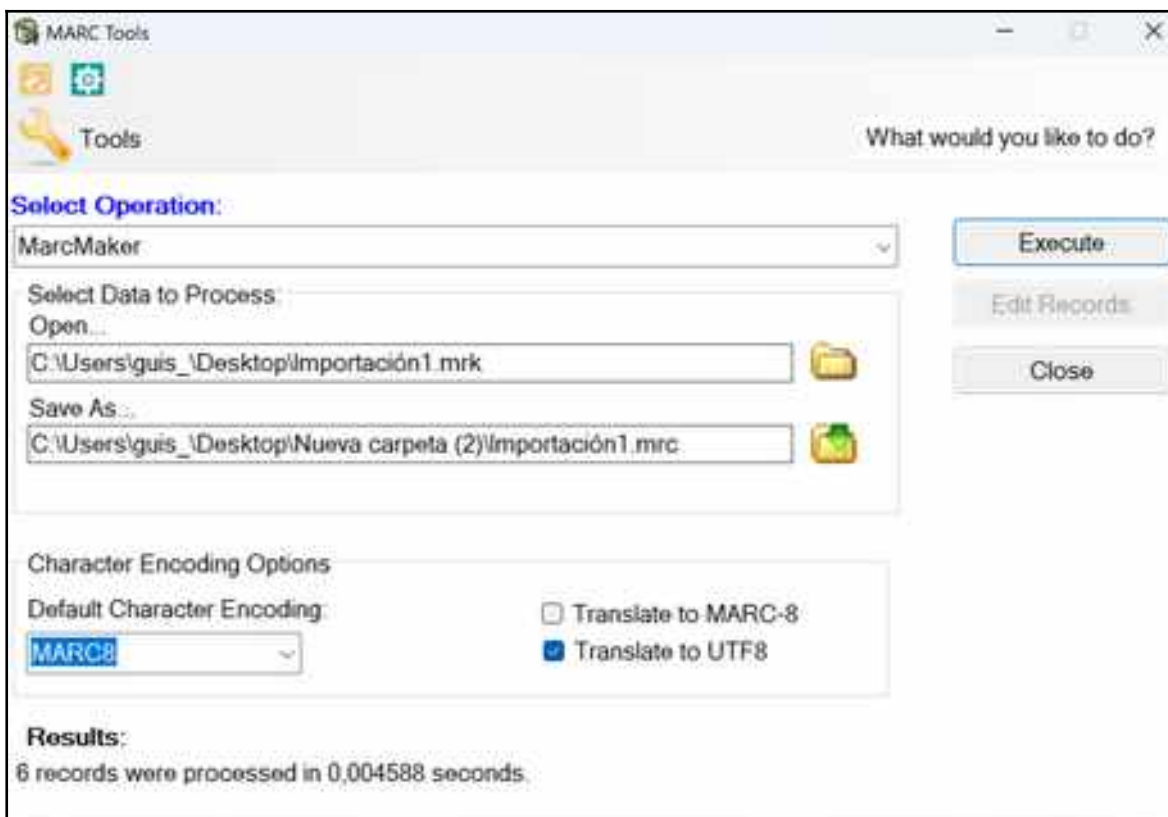 MARC Tools
Tools
What would you like to do?
Select Operation:
MarcMaker
Execute
Select Data to Process:
Edit Records
Open...
C:\Users\guis_\Desktop\Importación1.mrk
Close
Save As...
C:\Users\guis_\Desktop\Nueva carpeta (2)\Importación1.mrc
Character Encoding Options
Default Character Encoding:
Translate to MARC-8
MARC8
Translate to UTF8
Results:
6 records were processed in 0,004588 seconds.